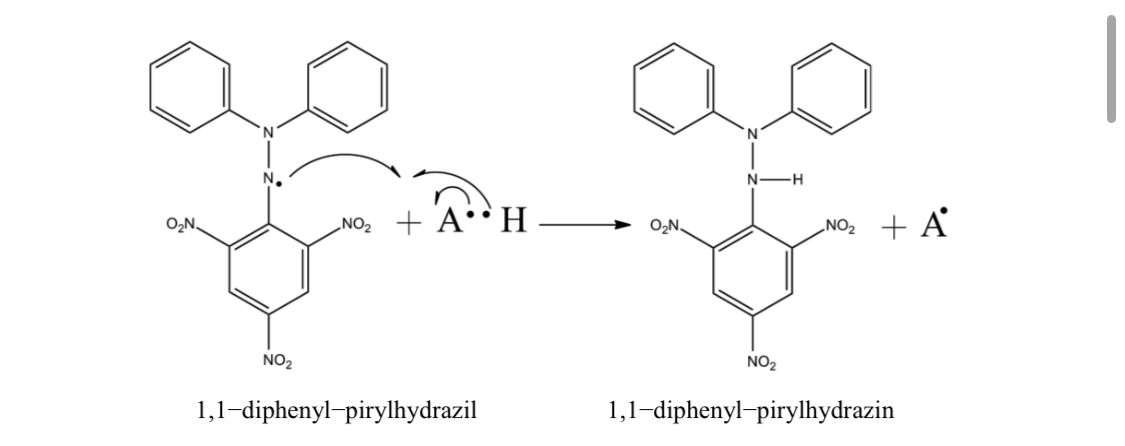 N
N
N•
N—H
O₂N
NO₂
+ A•• H
O₂N
NO₂
+ A•
NO₂
NO₂
1,1−diphenyl−pirylhydrazil
1,1−diphenyl−pirylhydrazin